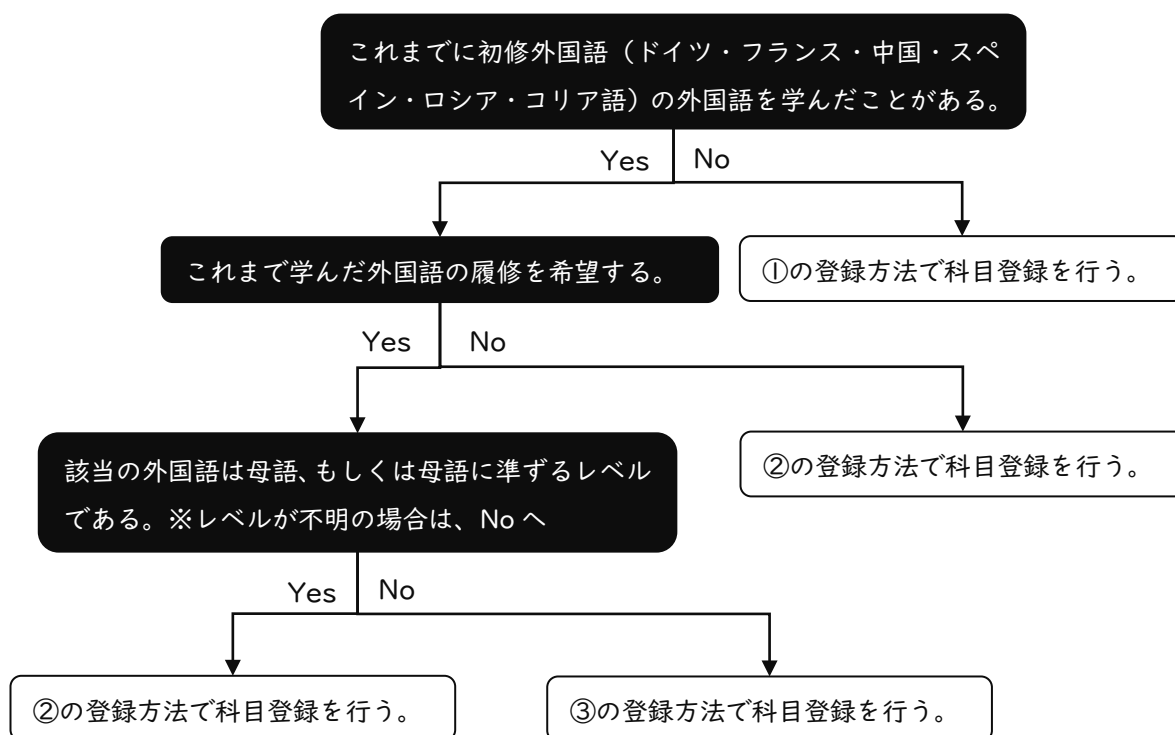 これまでに初修外国語（ドイツ・フランス・中国・スペ
イン・ロシア・コリア語）の外国語を学んだことがある。
Yes No
これまで学んだ外国語の履修を希望する。
①の登録方法で科目登録を行う。
Yes No
該当の外国語は母語、もしくは母語に準ずるレベル
である。※レベルが不明の場合は、No へ
②の登録方法で科目登録を行う。
Yes No
②の登録方法で科目登録を行う。
③の登録方法で科目登録を行う。